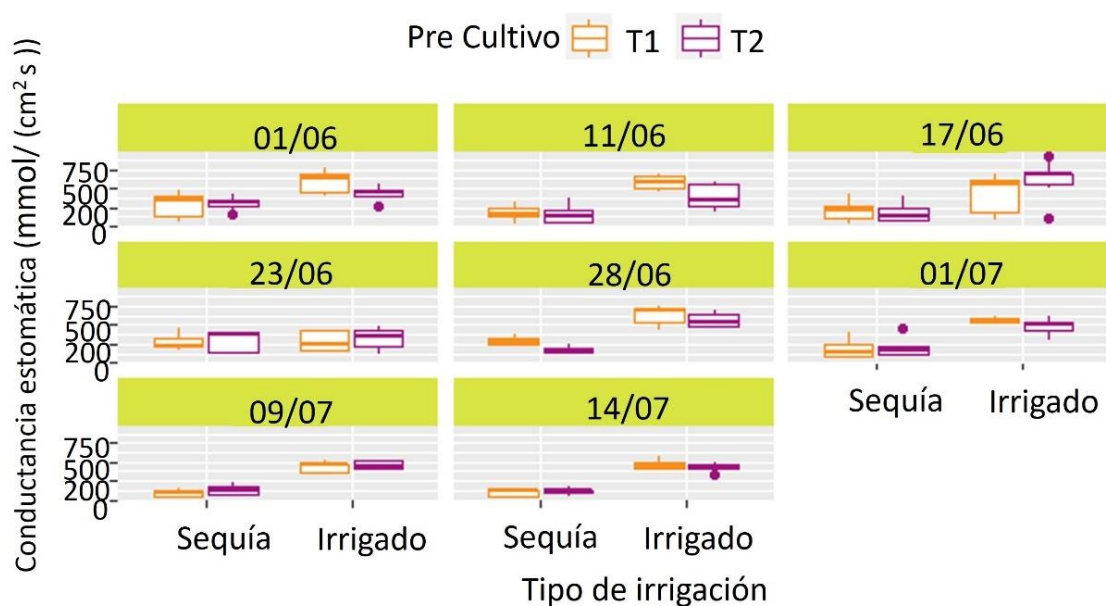 Pre Cultivo T1 T2
Conductancia estomática (mmol/ (cm² s ))
01/06 11/06 17/06
750
500
200
0
23/06 28/06 01/07
750
500
200
0
Sequía Irrigado
09/07 14/07
750
500
200
0
Sequía Irrigado Sequía Irrigado
Tipo de irrigación